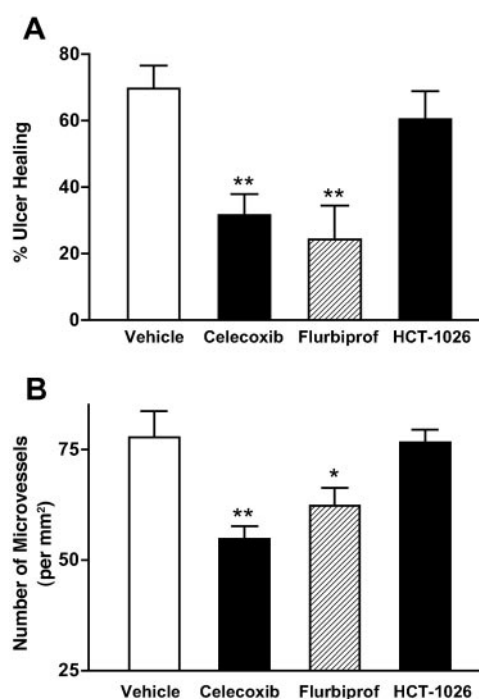 A
80
60
40
20
0
% Ulcer Healing
**
**
Vehicle Celecoxib Flurbiprof HCT-1026
B
75
50
25
Number of Microvessels
(per mm²)
**
*
Vehicle Celecoxib Flurbiprof HCT-1026